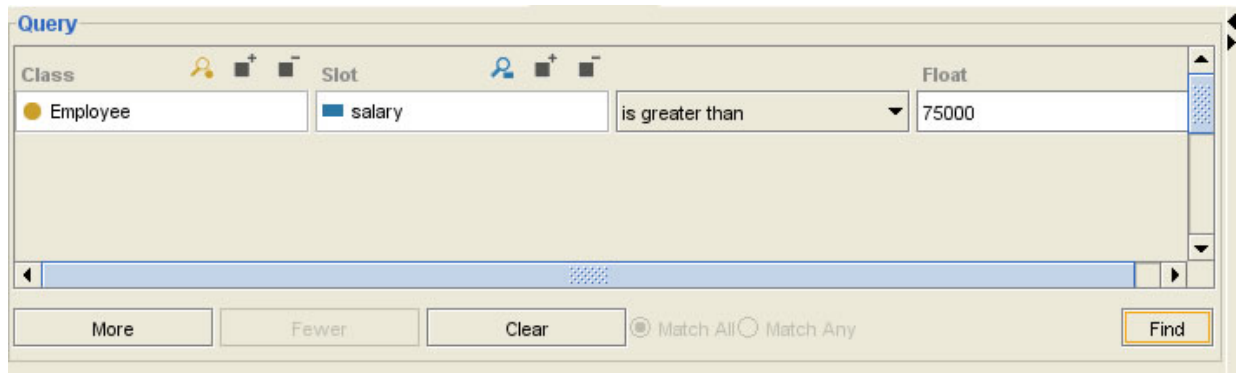 Query
Class Slot Float
Employee salary is greater than 75000
More Fewer Clear Match All Match Any Find